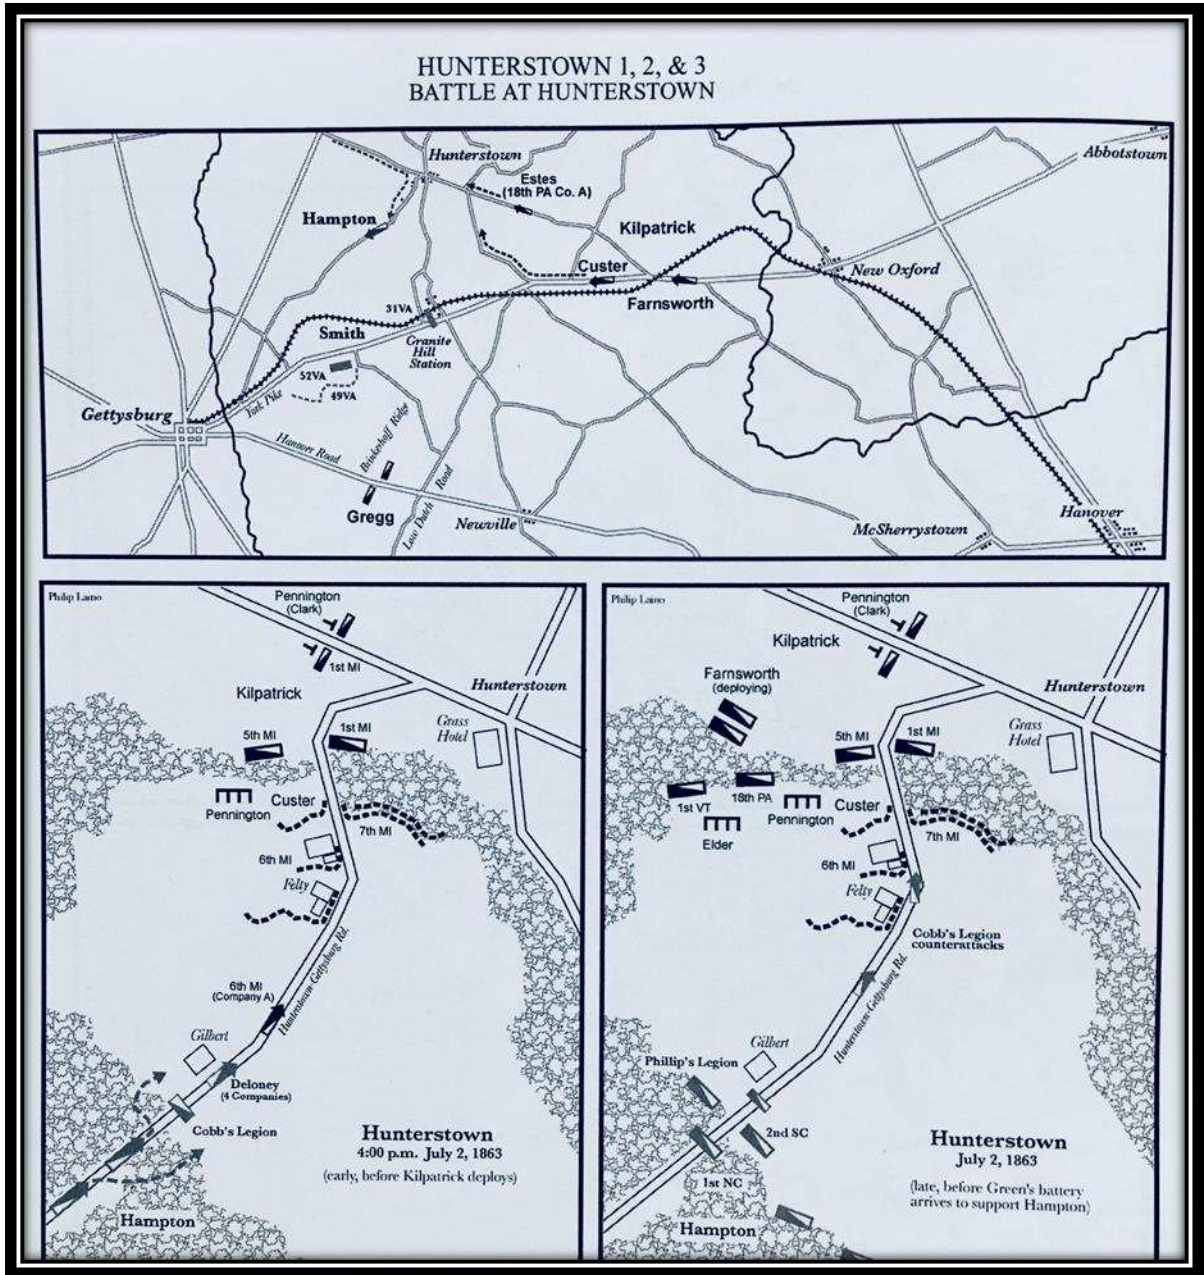 HUNTERSTOWN 1, 2, & 3
BATTLE AT HUNTERSTOWN
Hunterstown
Abbotstown
Estes
(18th PA Co. A)
Hampton
Kilpatrick
Custer
New Oxford
Farnsworth
31VA
Smith
Granite
Hill
Station
52VA
49VA
York Pike
Gettysburg
Hanover Road
Brinkerhoff Ridge
Low Dutch Road
Gregg
Newville
McSherrystown
Hanover
Philip Laino
Pennington
(Clark)
1st MI
Kilpatrick
Hunterstown
Grass
Hotel
5th MI
1st MI
Pennington
Custer
7th MI
6th MI
Felty
6th MI
(Company A)
Hunterstown-Gettysburg Rd.
Gilbert
Deloney
(4 Companies)
Cobb's Legion
Hunterstown
4:00 p.m. July 2, 1863
(early, before Kilpatrick deploys)
Hampton
Philip Laino
Pennington
(Clark)
Kilpatrick
Farnsworth
(deploying)
Hunterstown
Grass
Hotel
5th MI
1st MI
1st VT
18th PA
Pennington
Custer
Elder
7th MI
6th MI
Felty
Cobb's Legion
counterattacks
Hunterstown-Gettysburg Rd.
Gilbert
Phillip's Legion
2nd SC
1st NC
Hunterstown
July 2, 1863
(late, before Green's battery
arrives to support Hampton)
Hampton